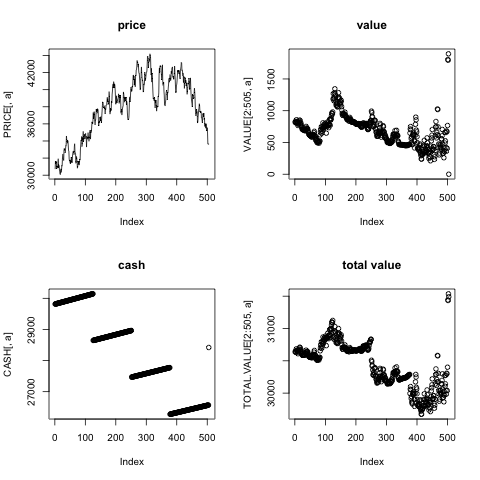 price
PRICE[, a]
30000
36000
42000
0 100 200 300 400 500
Index
value
VALUE[2:505, a]
0
500
1000
1500
0 100 200 300 400 500
Index
cash
CASH[, a]
27000
29000
0 100 200 300 400 500
Index
total value
TOTAL.VALUE[2:505, a]
30000
31000
0 100 200 300 400 500
Index